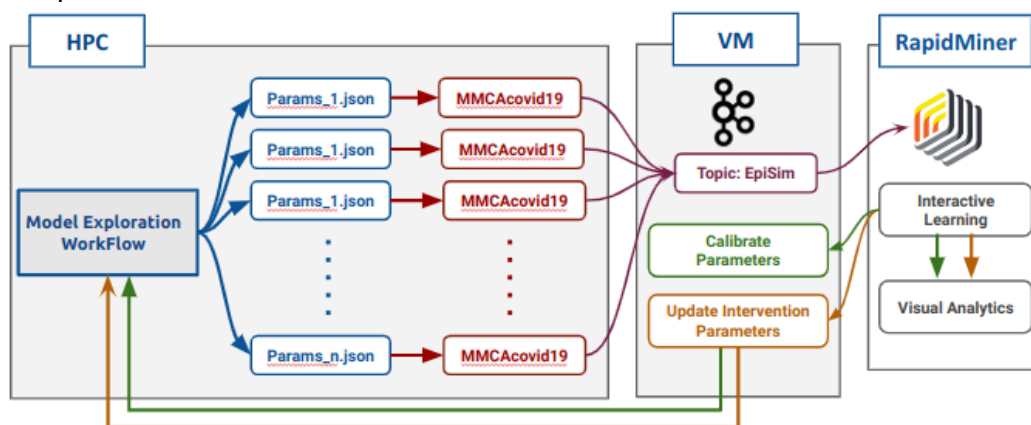 HPC
VM
RapidMiner
Params_1.json
MMCAcovid19
Params_1.json
MMCAcovid19
Params_1.json
MMCAcovid19
Model Exploration
WorkFlow
Params_n.json
MMCAcovid19
Topic: EpiSim
Calibrate
Parameters
Update Intervention
Parameters
Interactive
Learning
Visual Analytics